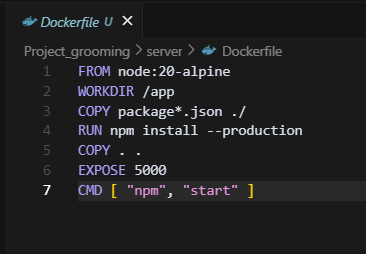 Dockerfile U
Project_grooming > server > Dockerfile
1 FROM node:20-alpine
2 WORKDIR /app
3 COPY package*.json ./
4 RUN npm install --production
5 COPY . .
6 EXPOSE 5000
7 CMD [ "npm", "start" ]